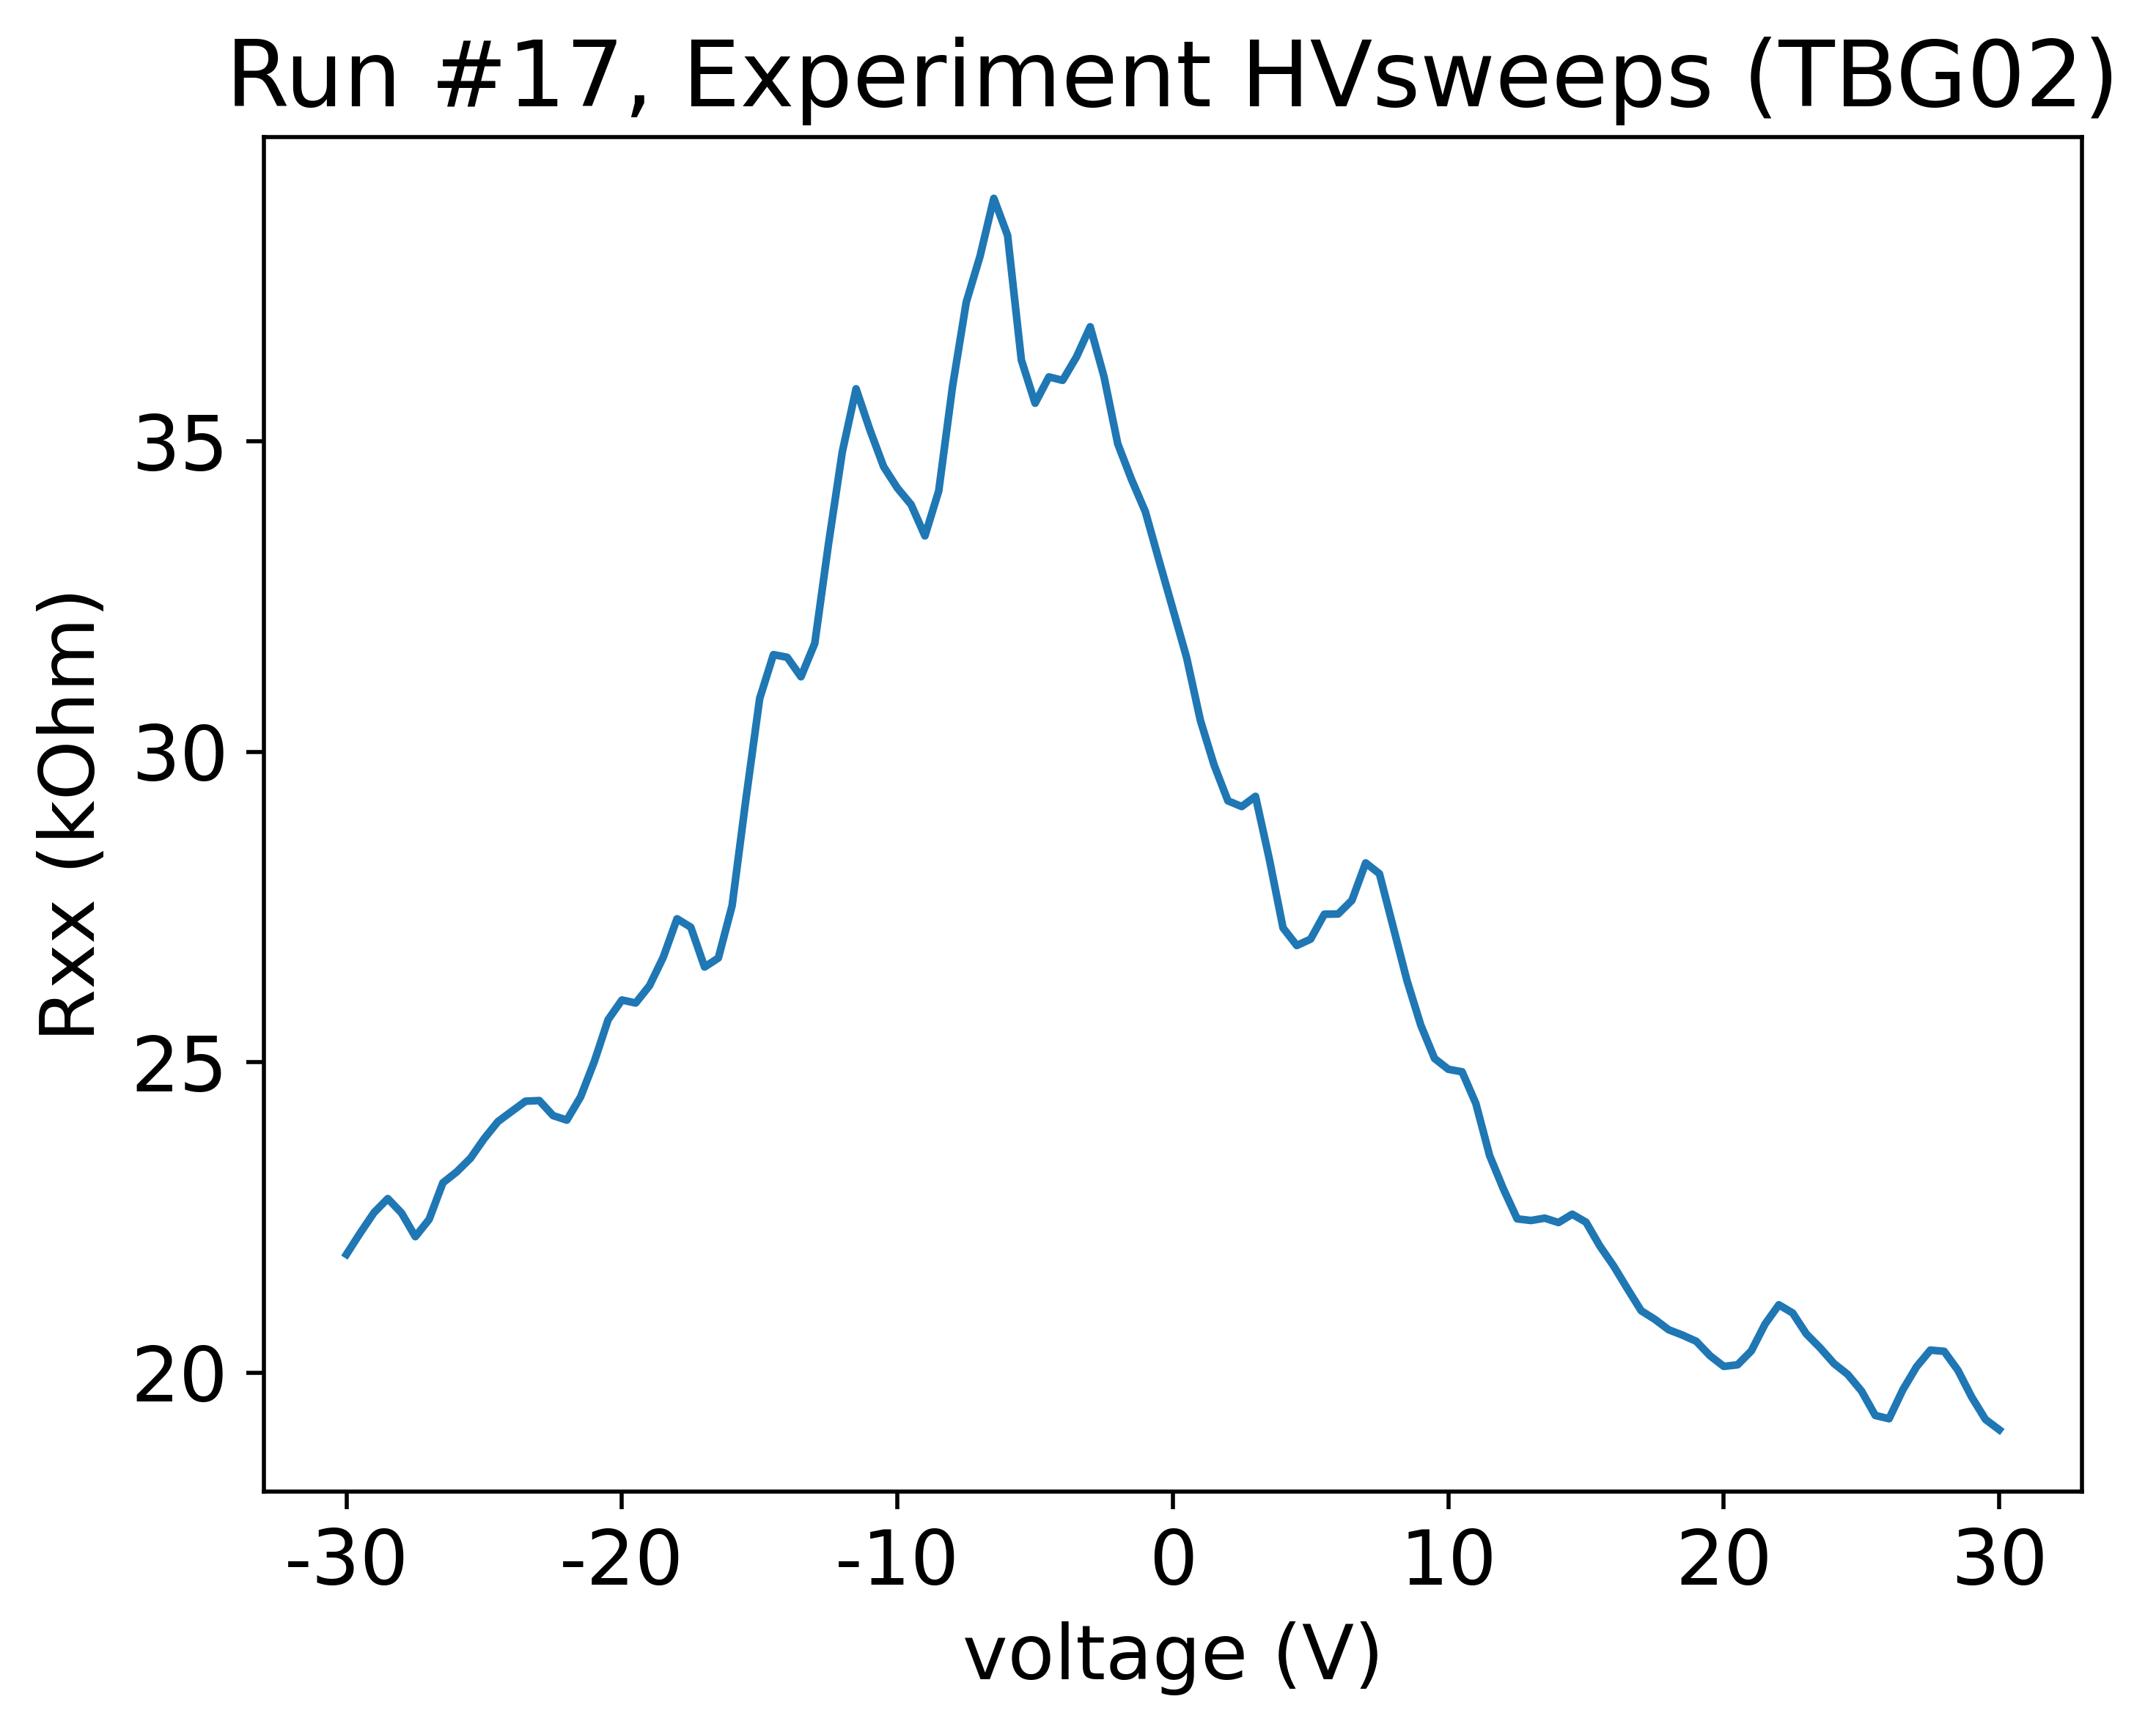 Run #17, Experiment HVsweeps (TBG02)
35
30
25
20
Rxx (kOhm)
-30 -20 -10 0 10 20 30
voltage (V)